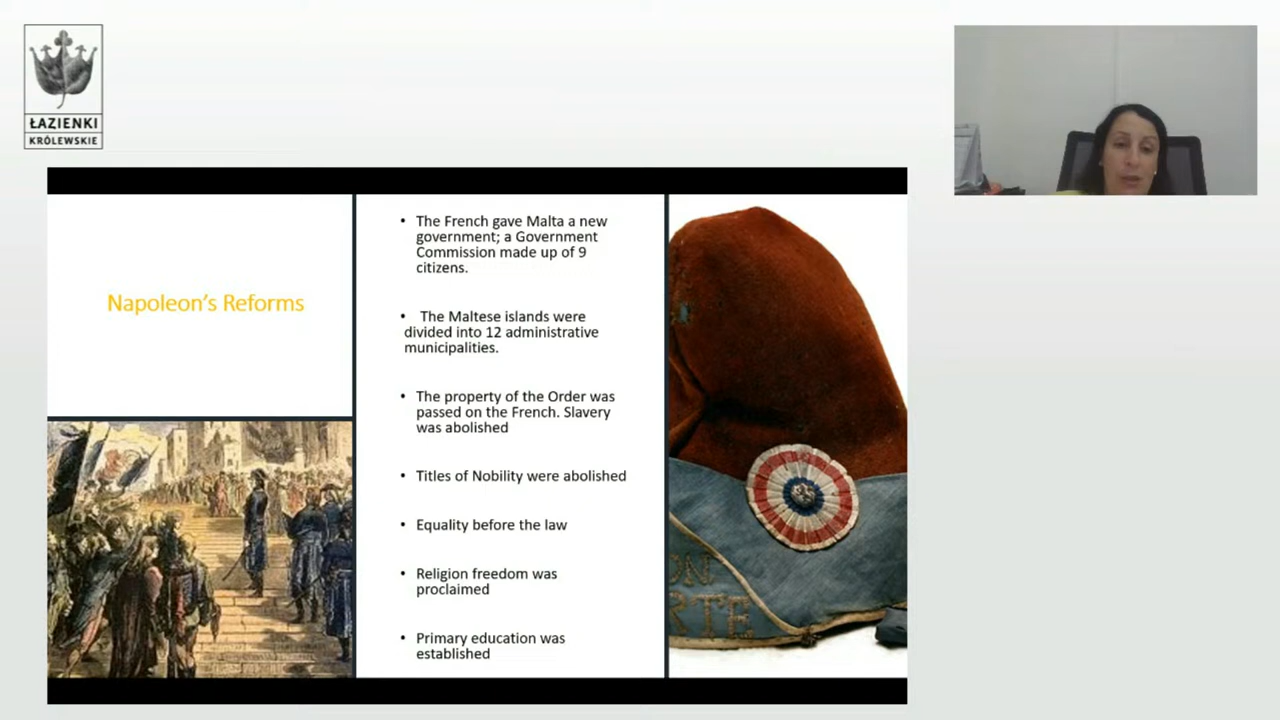 ŁAZIENKI
KRÓLEWSKIE
Napoleon's Reforms
• The French gave Malta a new
government; a Government
Commission made up of 9
citizens.
• The Maltese islands were
divided into 12 administrative
municipalities.
• The property of the Order was
passed on the French. Slavery
was abolished
• Titles of Nobility were abolished
• Equality before the law
• Religion freedom was
proclaimed
• Primary education was
established
ON
RTE